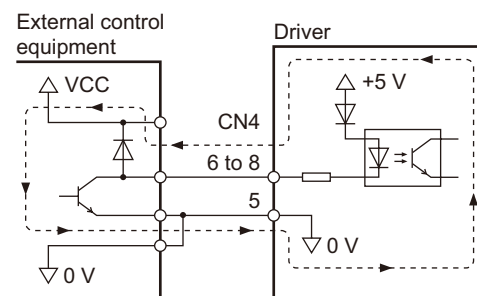 External control
equipment
Driver
VCC
+5 V
CN4
6 to 8
5
0 V
0 V